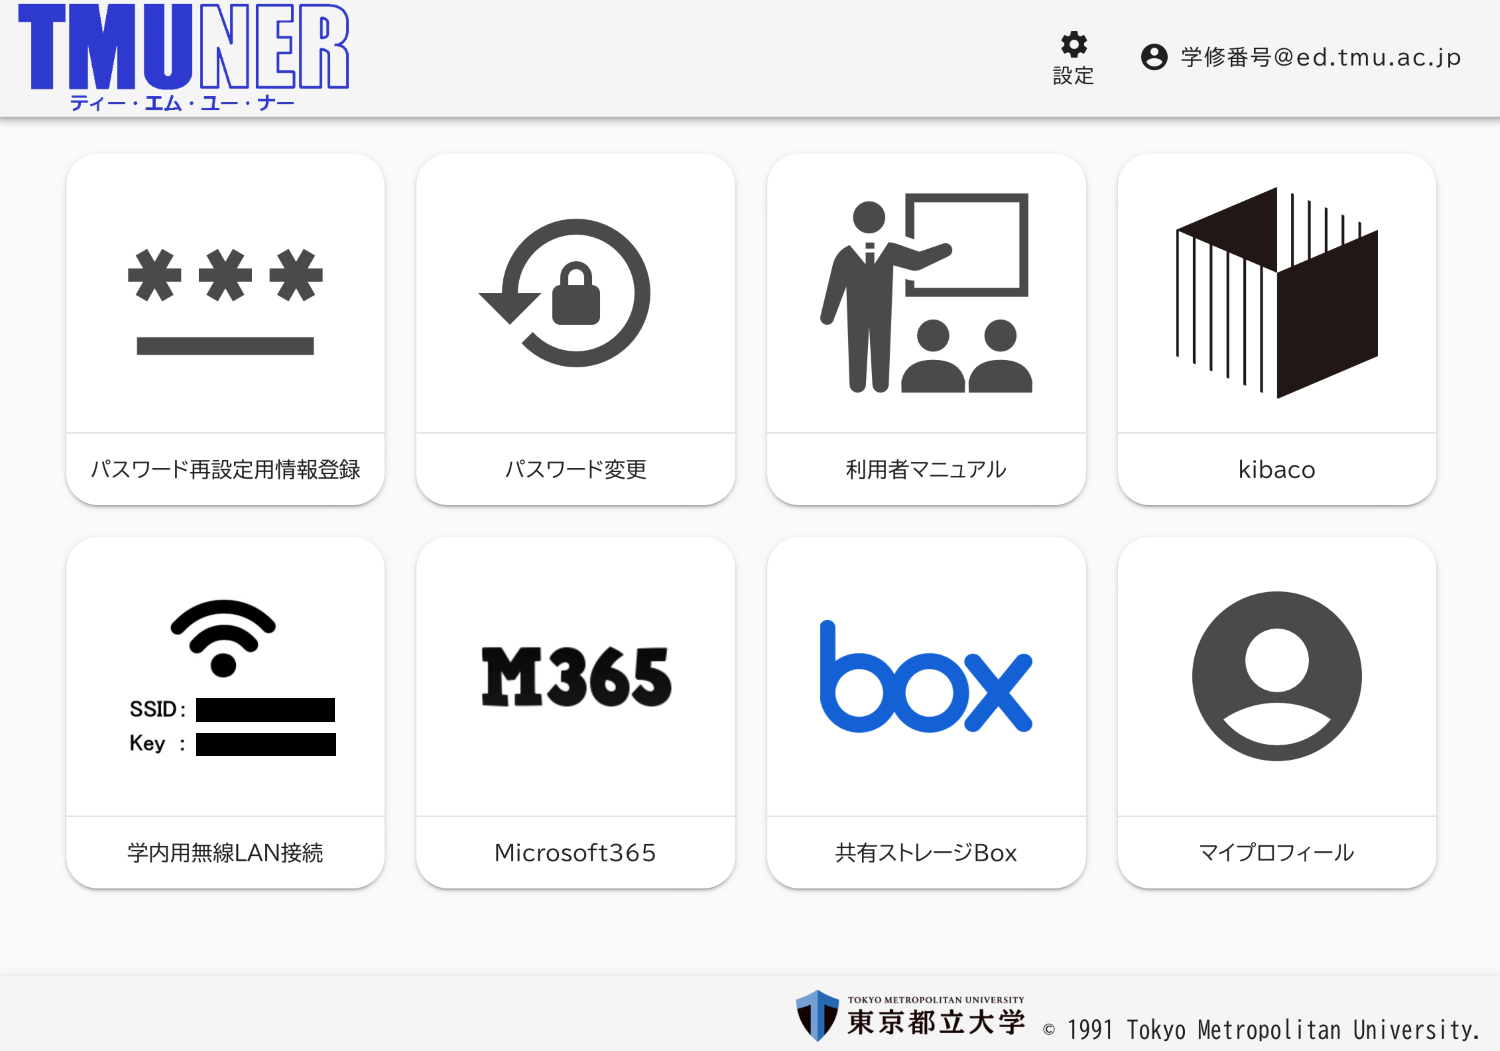 TMUNER
ティー・エム・ユー・ナー
設定
学修番号@ed.tmu.ac.jp
***
パスワード再設定用情報登録
パスワード変更
利用者マニュアル
kibaco
SSID:
Key :
学内用無線LAN接続
M365
Microsoft365
box
共有ストレージBox
マイプロフィール
TOKYO METROPOLITAN UNIVERSITY
東京都立大学
© 1991 Tokyo Metropolitan University.